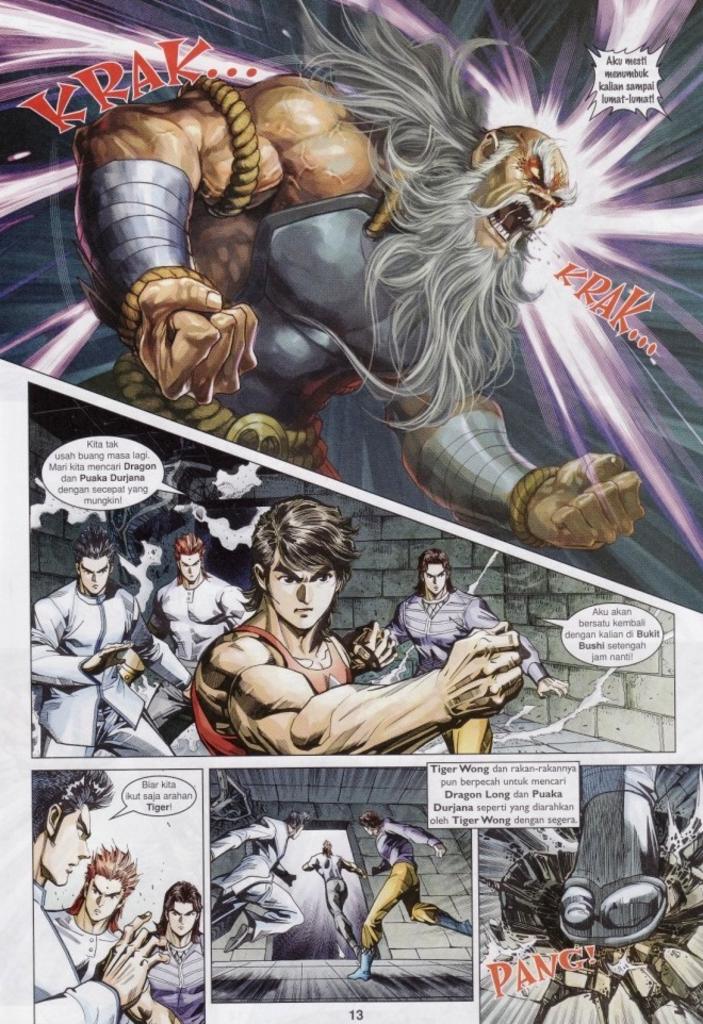 KRAK...
Aku mesti
menumbuk
kalian sampai
lumat-lumat!
KRAK...
Kita tak
usah buang masa lagi.
Mari kita mencari Dragon
dan Puaka Durjana
dengan secepat yang
mungkin!
Aku akan
bersatu kembali
dengan kalian di Bukit
Bushi setengah
jam nanti!
Biar kita
ikut saja arahan
Tiger!
Tiger Wong dan rakan-rakannya
pun berpecah untuk mencari
Dragon Long dan Puaka
Durjana seperti yang diarahkan
oleh Tiger Wong dengan segera.
PANG!
13